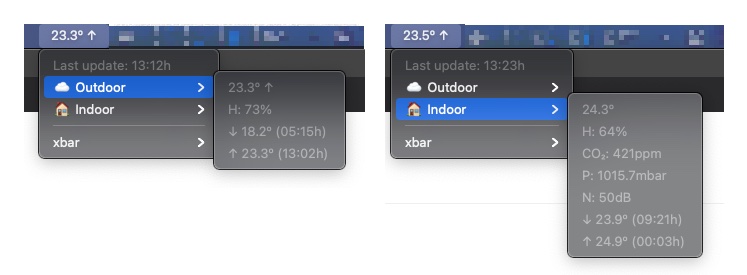 23.3° ↑
Last update: 13:12h
Outdoor
Indoor
xbar
23.3° ↑
H: 73%
↓ 18.2° (05:15h)
↑ 23.3° (13:02h)
23.5° ↑
Last update: 13:23h
Outdoor
Indoor
xbar
24.3°
H: 64%
CO₂: 421ppm
P: 1015.7mbar
N: 50dB
↓ 23.9° (09:21h)
↑ 24.9° (00:03h)